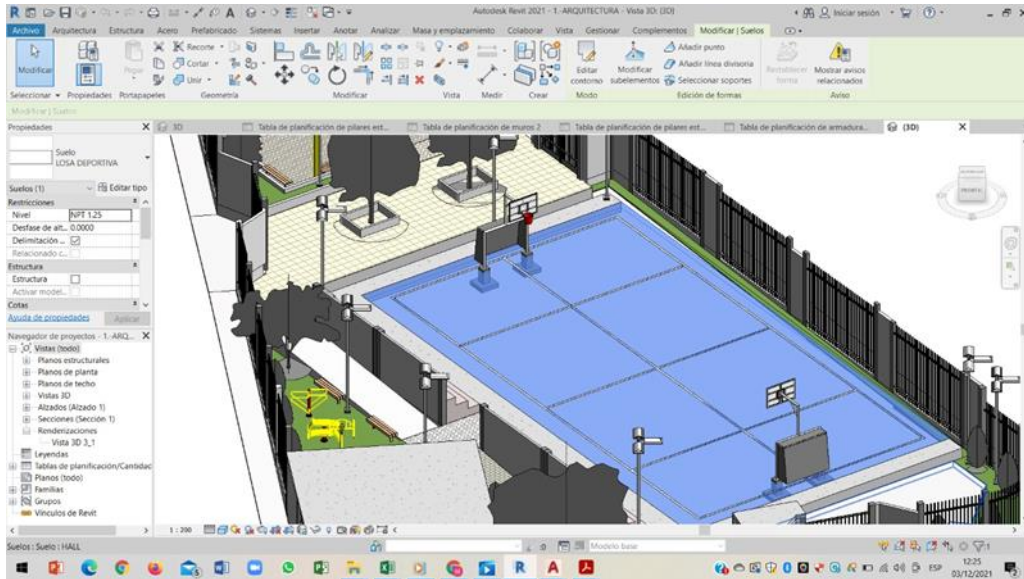 Autodesk Revit 2021 - 1.-ARQUITECTURA - Vista 3D: {3D}
Iniciar sesión
Archivo Arquitectura Estructura Acero Prefabricado Sistemas Insertar Anotar Analizar Masa y emplazamiento Colaborar Vista Gestionar Complementos Modificar | Suelos
Modificar
Pegar
Recorte
Cortar
Unir
Editar contorno
Modificar subelementos
Añadir punto
Añadir línea divisoria
Seleccionar soportes
Restablecer forma
Mostrar avisos relacionados
Seleccionar Propiedades Portapapeles Geometría Modificar Vista Medir Crear Modo Edición de formas Aviso
Modificar | Suelos
Propiedades
3D
Tabla de planificación de pilares est...
Tabla de planificación de muros 2
Tabla de planificación de pilares est...
Tabla de planificación de armadura...
{3D}
Suelo
LOSA DEPORTIVA
Suelos (1)
Editar tipo
Restricciones
Nivel NPT 1.25
Desfase de alt... 0.0000
Delimitación ...
Relacionado c...
Estructura
Estructura
Activar model...
Cotas
Ayuda de propiedades
Aplicar
Navegador de proyectos - 1.-ARQ...
Vistas (todo)
Planos estructurales
Planos de planta
Planos de techo
Vistas 3D
Alzados (Alzado 1)
Secciones (Sección 1)
Renderizaciones
Vista 3D 3_1
Leyendas
Tablas de planificación/Cantidad
Planos (todo)
Familias
Grupos
Vínculos de Revit
1 : 200
Suelos : Suelo : HALL
: 0
Modelo base
:1
ESP
12:25
03/12/2021